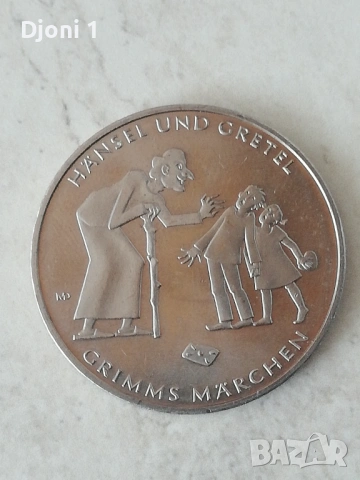 Djoni 1
HÄNSEL UND GRETEL
GRIMMS MÄRCHEN
BAZAR